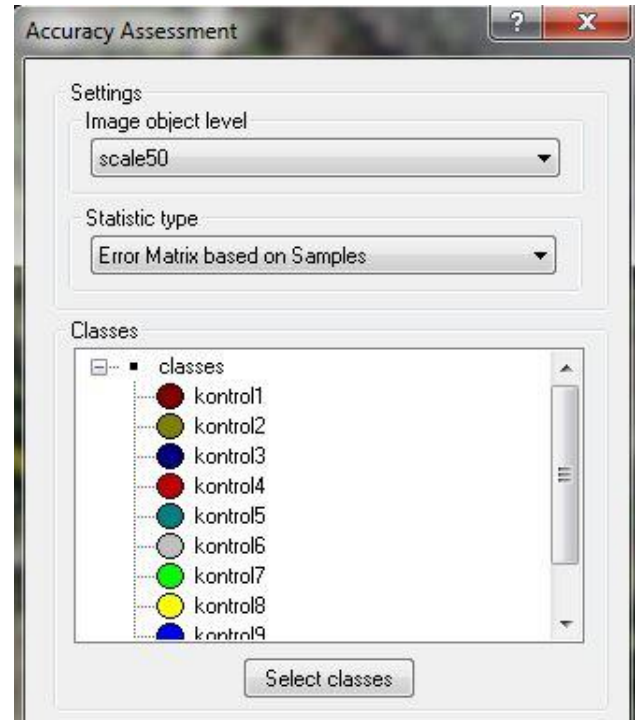 Accuracy Assessment
?
X
Settings
Image object level
scale50
Statistic type
Error Matrix based on Samples
Classes
classes
kontrol1
kontrol2
kontrol3
kontrol4
kontrol5
kontrol6
kontrol7
kontrol8
kontrol9
Select classes